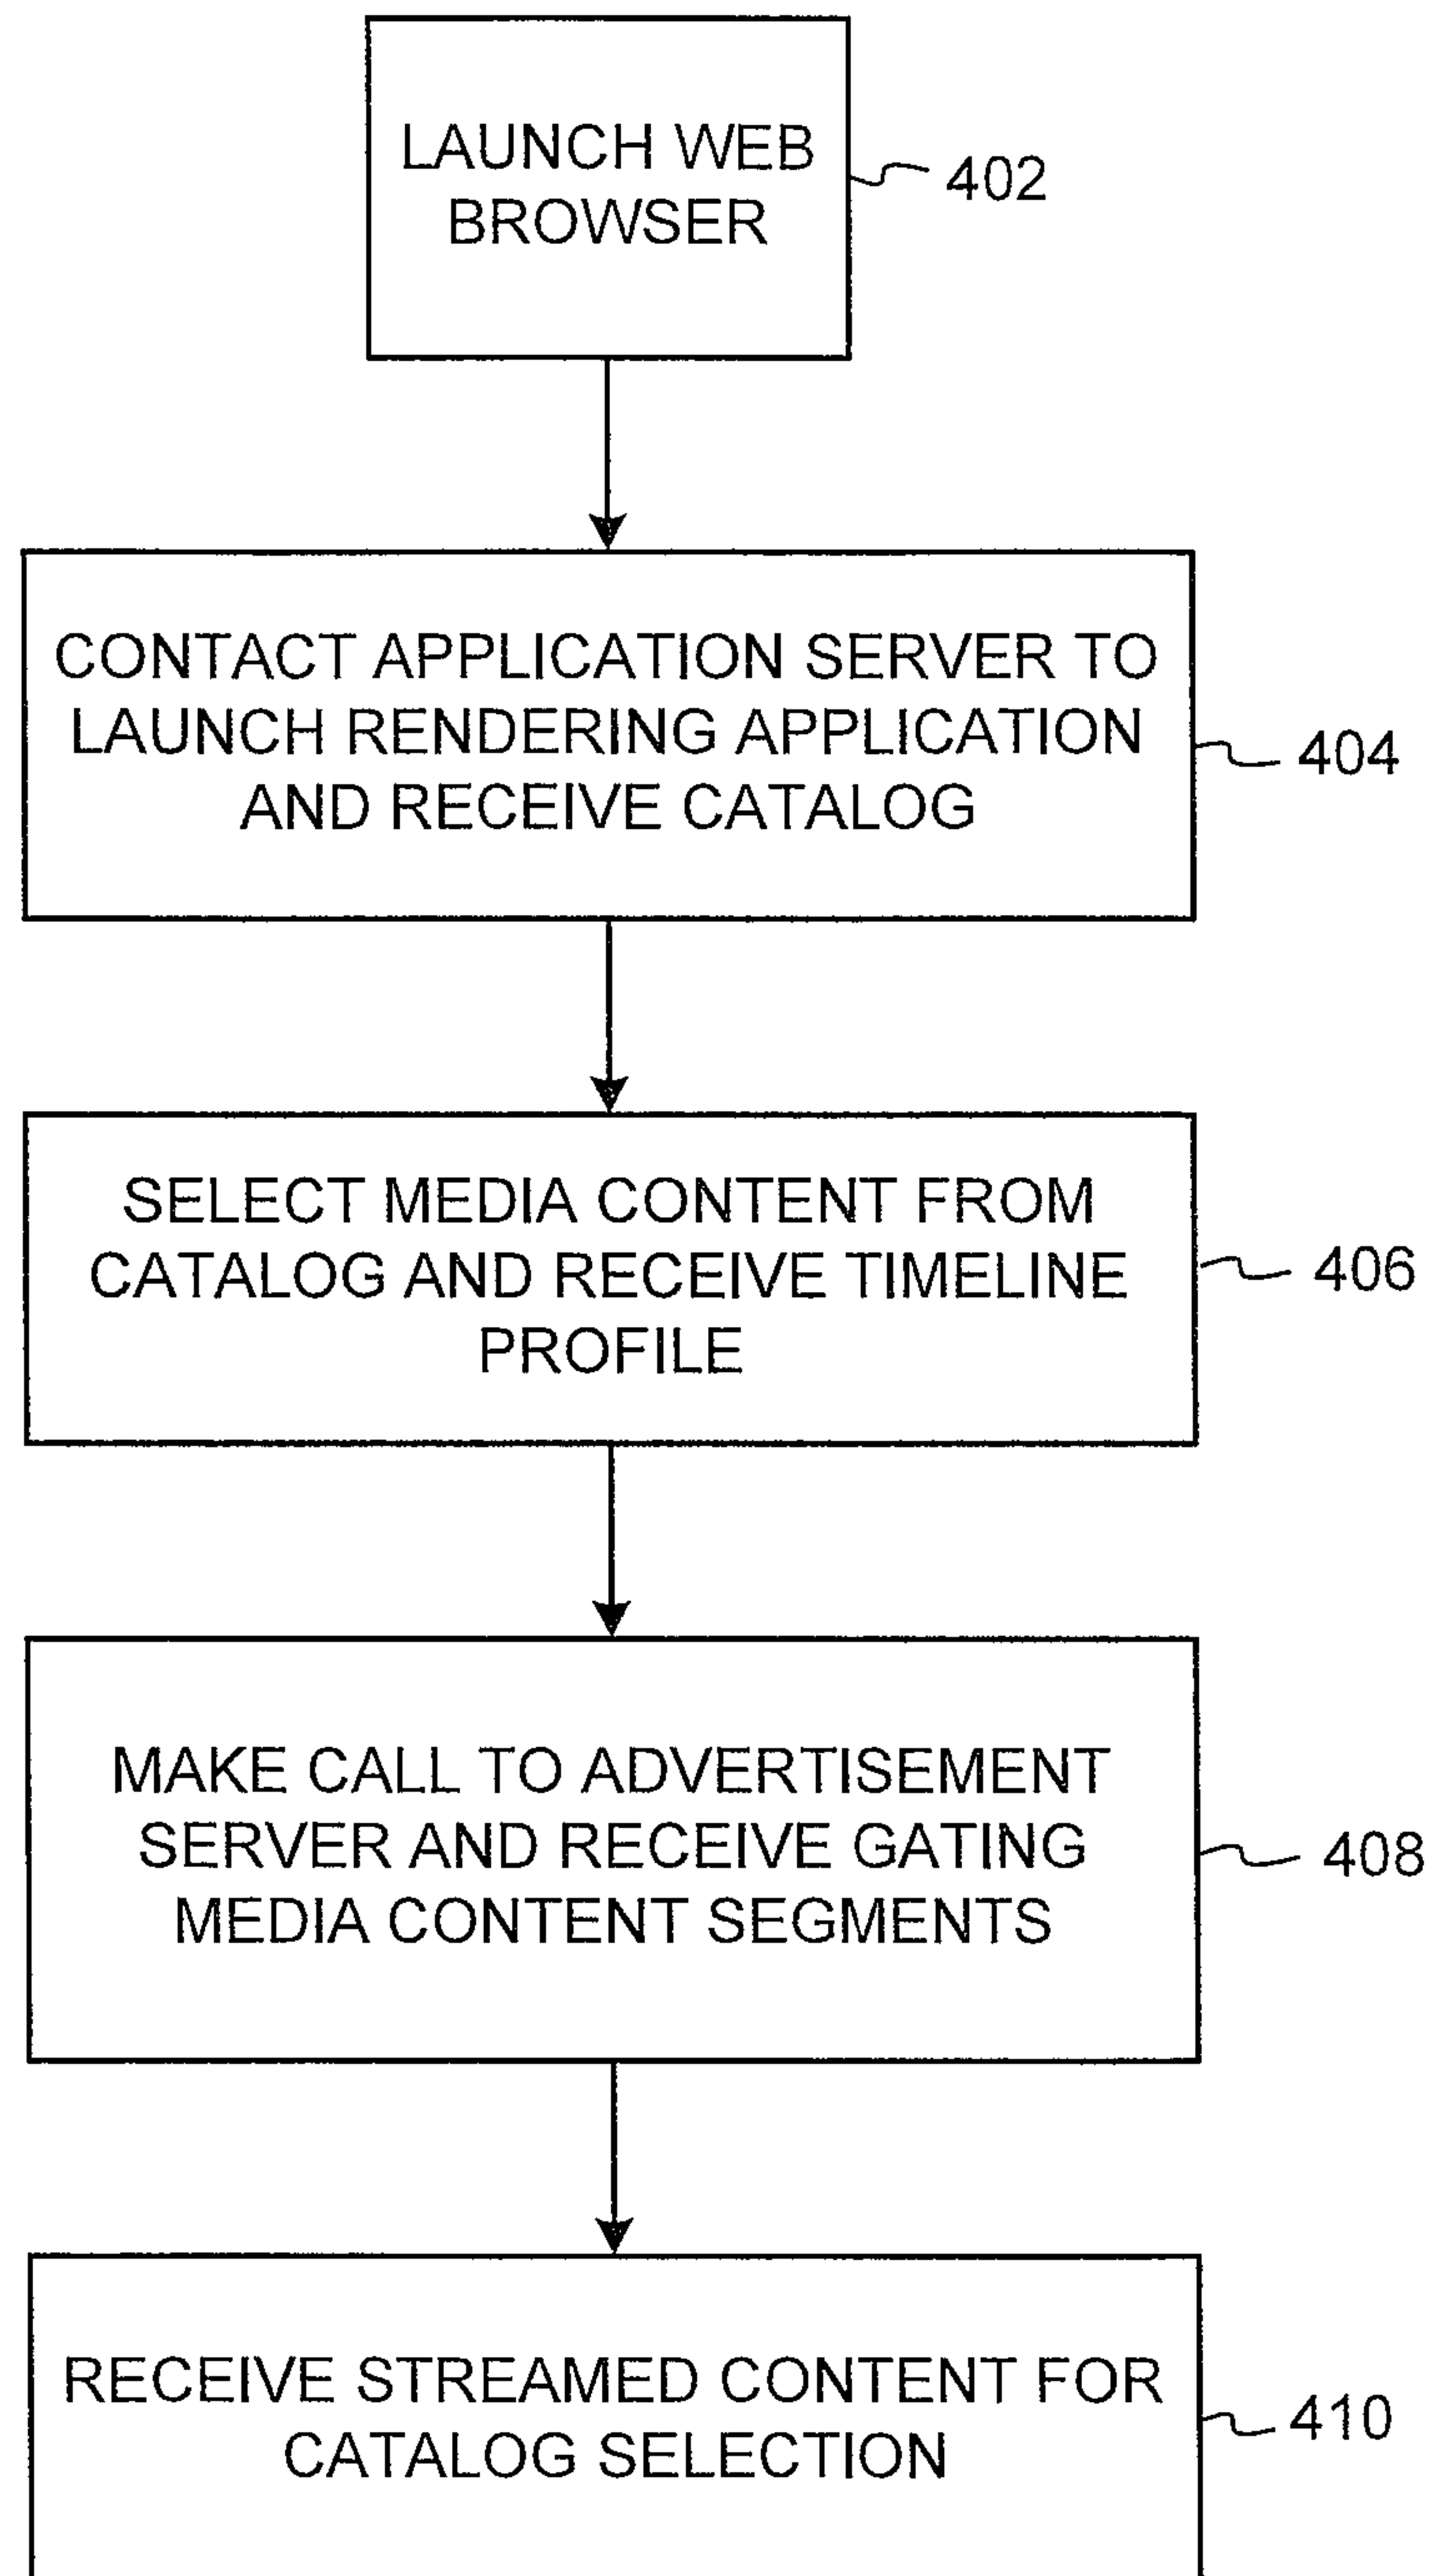 LAUNCH WEB
BROWSER
402
CONTACT APPLICATION SERVER TO
LAUNCH RENDERING APPLICATION
AND RECEIVE CATALOG
404
SELECT MEDIA CONTENT FROM
CATALOG AND RECEIVE TIMELINE
PROFILE
406
MAKE CALL TO ADVERTISEMENT
SERVER AND RECEIVE GATING
MEDIA CONTENT SEGMENTS
408
RECEIVE STREAMED CONTENT FOR
CATALOG SELECTION
410